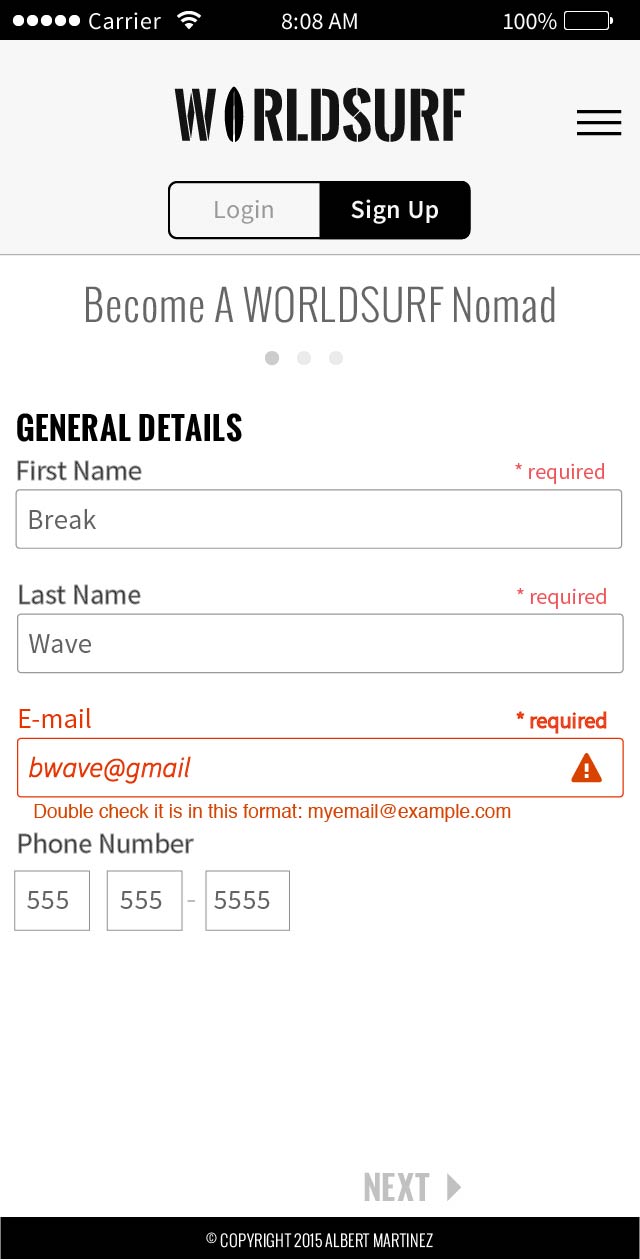 Carrier 8:08 AM 100%
WORLDSURF
Login Sign Up
Become A WORLDSURF Nomad
GENERAL DETAILS
First Name * required
Break
Last Name * required
Wave
E-mail * required
bwave@gmail
Double check it is in this format: myemail@example.com
Phone Number
555 555 - 5555
NEXT
© COPYRIGHT 2015 ALBERT MARTINEZ